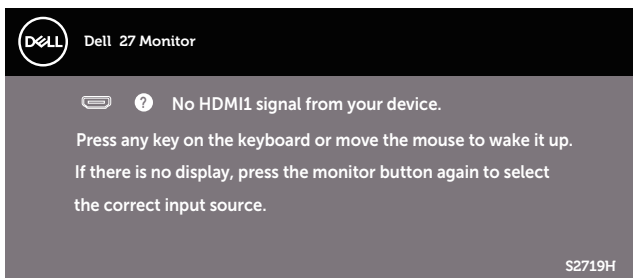 DELL
Dell 27 Monitor
? No HDMI1 signal from your device.
Press any key on the keyboard or move the mouse to wake it up.
If there is no display, press the monitor button again to select
the correct input source.
S2719H